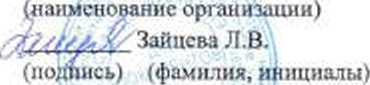 (наименование организации)
Зайцева Л.В.
(подпись) (фамилия, инициалы)